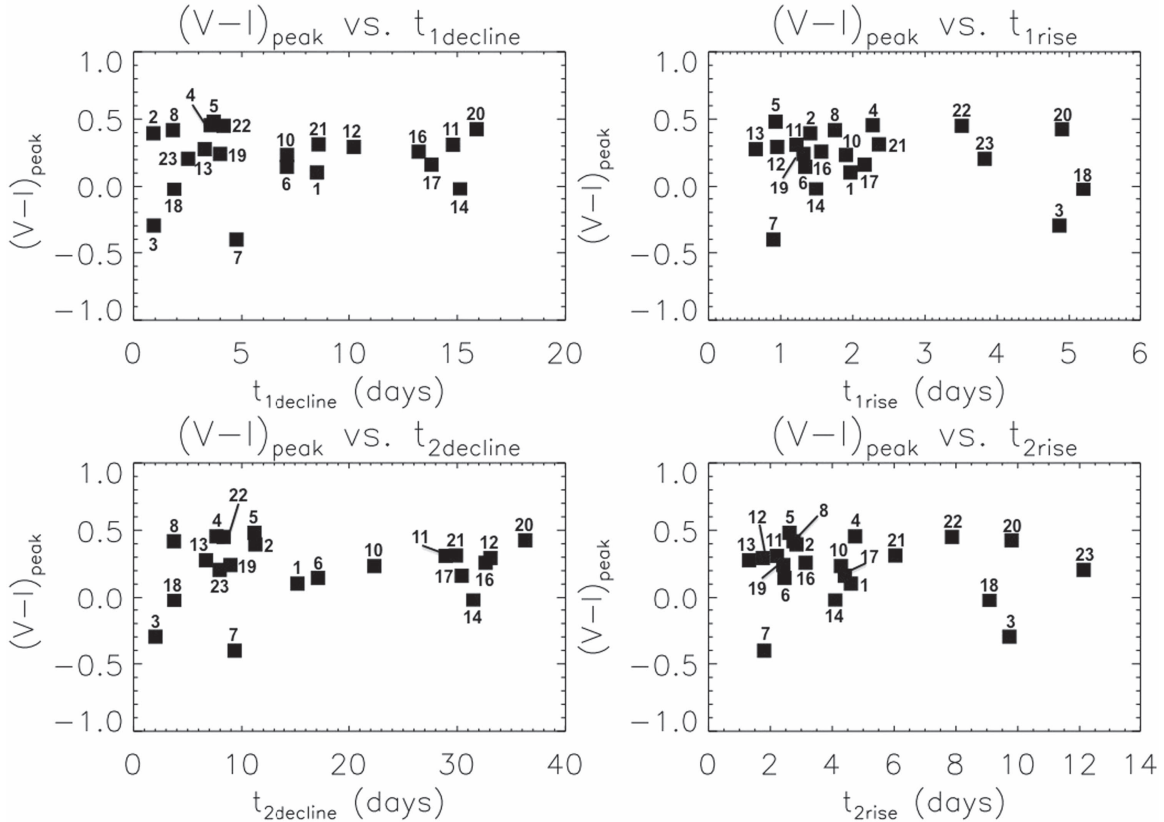 (V−I)peak vs. t1decline
1.0
0.5
0.0
−0.5
−1.0
(V−I)peak
2 8 4 5 22 23 13 19 18 3 7 10 6 21 1 12 16 11 17 20 14
0 5 10 15 20
t1decline (days)
(V−I)peak vs. t1rise
1.0
0.5
0.0
−0.5
−1.0
(V−I)peak
13 5 12 11 2 19 6 16 8 14 10 1 4 17 21 7 22 23 20 18 3
0 1 2 3 4 5 6
t1rise (days)
(V−I)peak vs. t2decline
1.0
0.5
0.0
−0.5
−1.0
(V−I)peak
8 4 22 5 2 13 23 19 18 3 7 1 6 10 11 21 17 12 16 14 20
0 10 20 30 40
t2decline (days)
(V−I)peak vs. t2rise
1.0
0.5
0.0
−0.5
−1.0
(V−I)peak
13 12 11 5 8 2 19 6 16 7 4 10 17 1 14 21 22 20 18 3 23
0 2 4 6 8 10 12 14
t2rise (days)